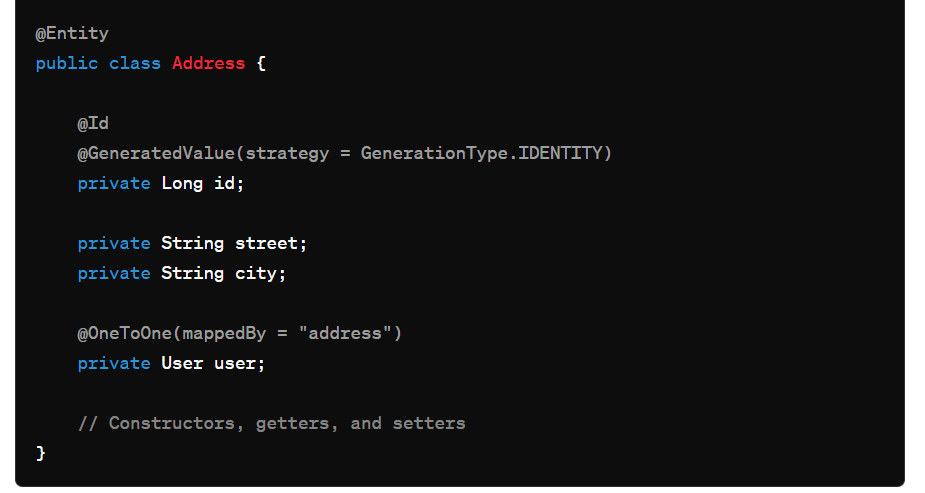 @Entity
public class Address {
@Id
@GeneratedValue(strategy = GenerationType.IDENTITY)
private Long id;
private String street;
private String city;
@OneToOne(mappedBy = "address")
private User user;
// Constructors, getters, and setters
}